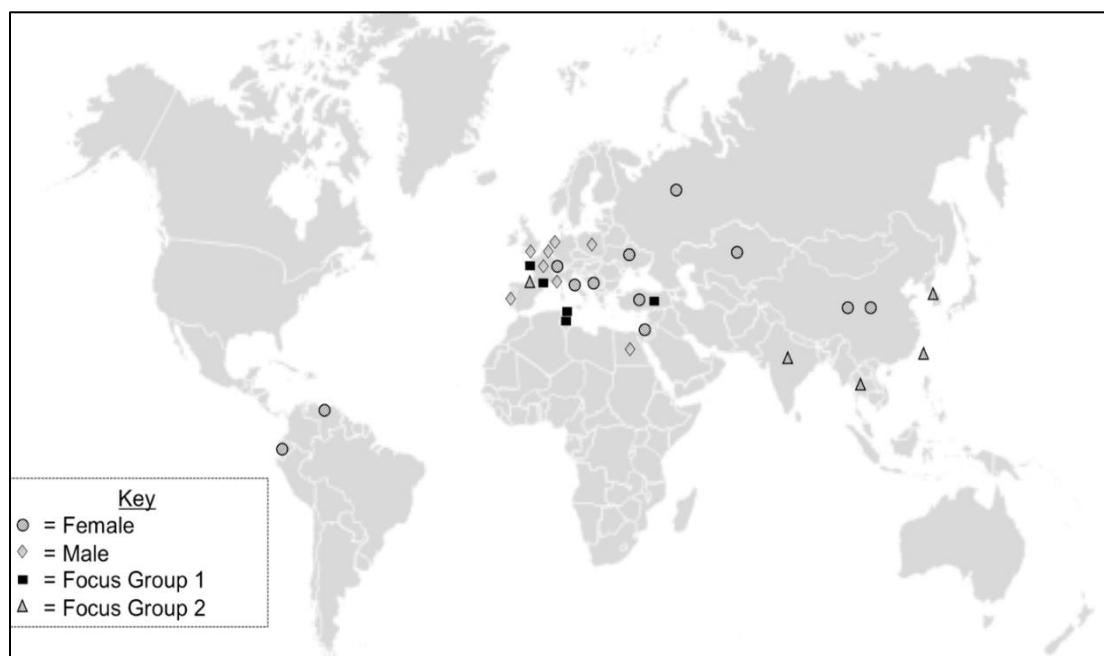 Key
= Female
= Male
= Focus Group 1
= Focus Group 2